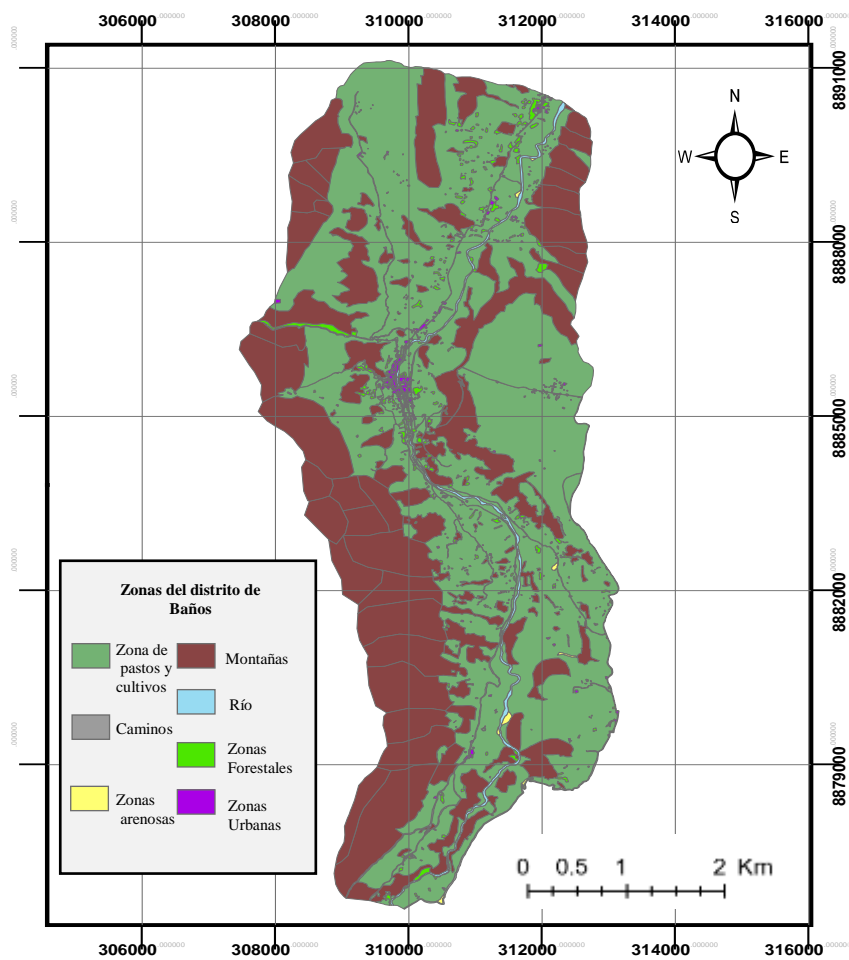 306000 308000 310000 312000 314000 316000
8891000
8888000
8885000
8882000
8879000
N
W E
S
Zonas del distrito de
Baños
Zona de
pastos y
cultivos
Montañas
Río
Caminos
Zonas
Forestales
Zonas
arenosas
Zonas
Urbanas
0 0.5 1 2 Km
306000 308000 310000 312000 314000 316000